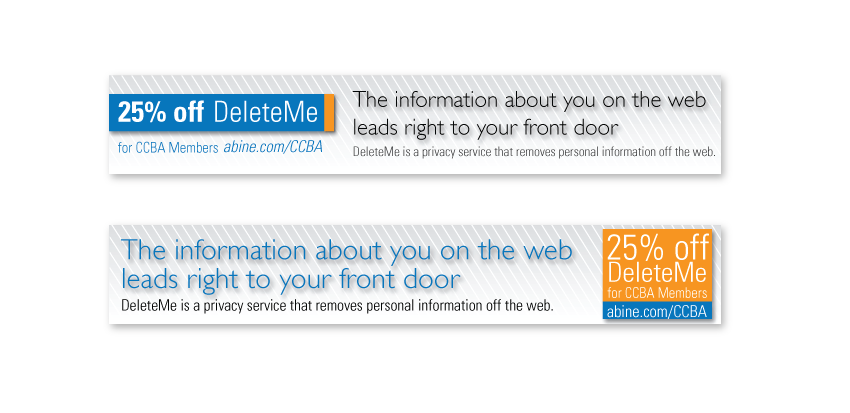 25% off DeleteMe
for CCBA Members abine.com/CCBA
The information about you on the web
leads right to your front door
DeleteMe is a privacy service that removes personal information off the web.
The information about you on the web
leads right to your front door
DeleteMe is a privacy service that removes personal information off the web.
25% off
DeleteMe
for CCBA Members
abine.com/CCBA